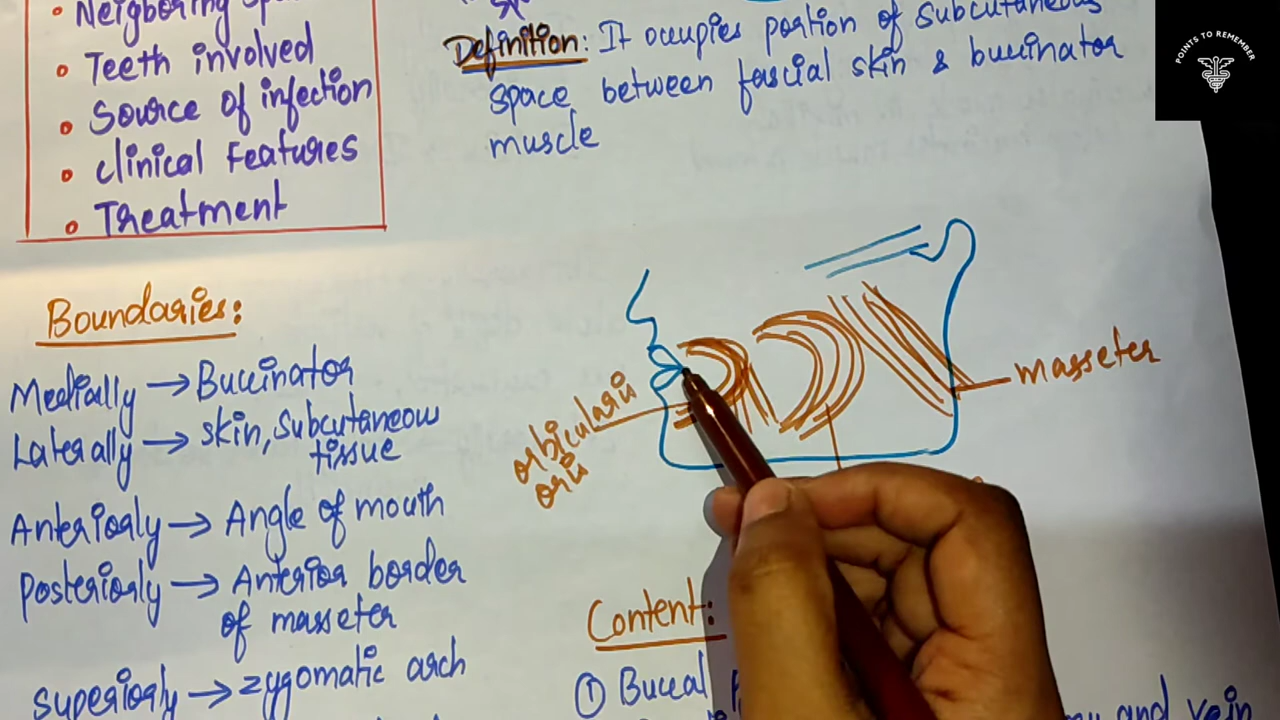 Neigboring
• Teeth involved
• Source of infection
• Clinical Features
• Treatment
Definition: It occupies portion of subcutaneous
space between fascial skin & buccinator
muscle
POINTS TO REMEMBER
Boundaries:
Medially → Buccinator
Laterally → skin, Subcutaneous
tissue
Anteriorly → Angle of mouth
Posteriorly → Anterior border
of masseter
Superiorly → zygomatic arch
orbicularis
oris
masseter
Content:
① Buccal
and vein